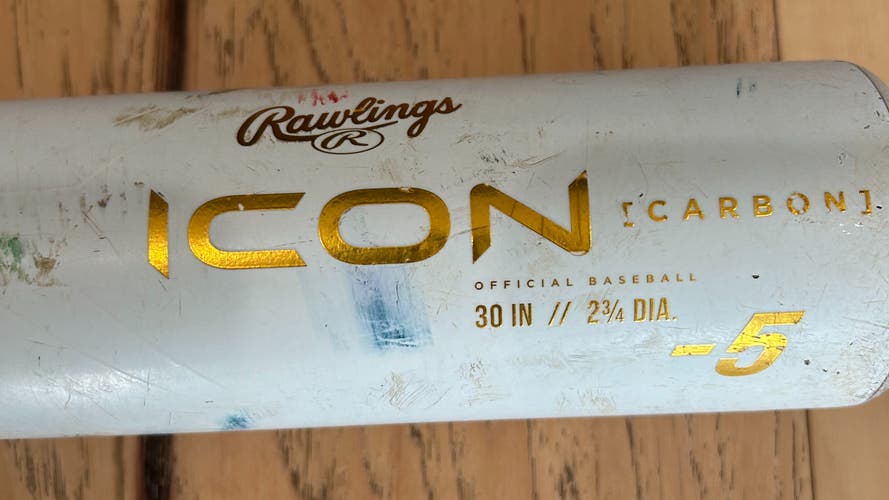 Rawlings
R
ICON [CARBON]
OFFICIAL BASEBALL
30 IN // 2¾ DIA.
-5